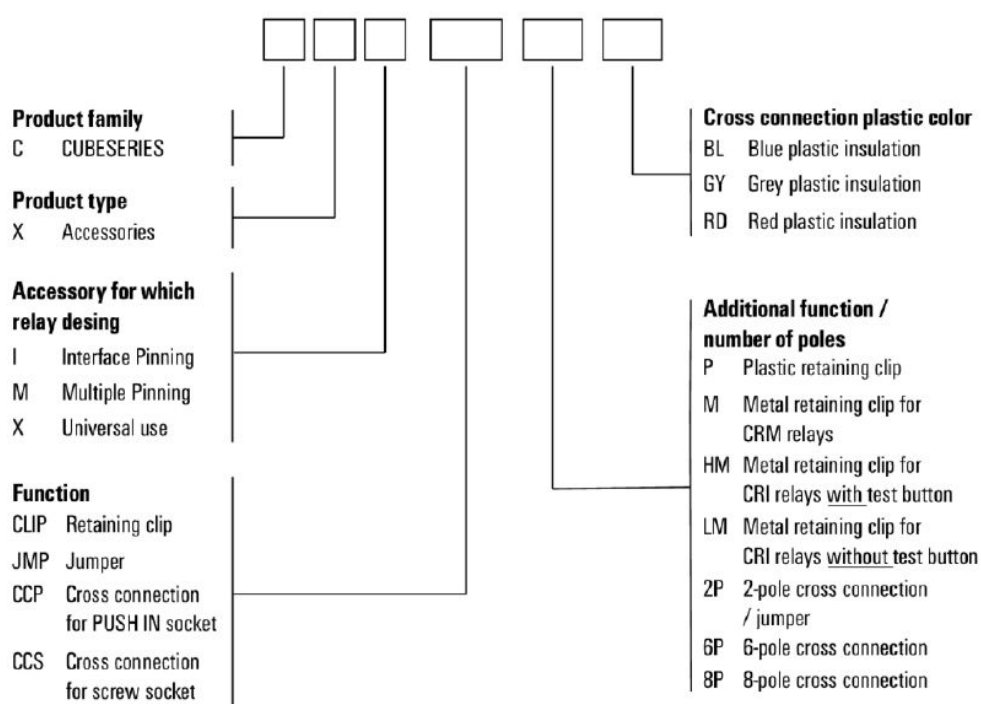 Product family
C CUBESERIES
Product type
X Accessories
Accessory for which
relay desing
I Interface Pinning
M Multiple Pinning
X Universal use
Function
CLIP Retaining clip
JMP Jumper
CCP Cross connection
for PUSH IN socket
CCS Cross connection
for screw socket
Cross connection plastic color
BL Blue plastic insulation
GY Grey plastic insulation
RD Red plastic insulation
Additional function /
number of poles
P Plastic retaining clip
M Metal retaining clip for
CRM relays
HM Metal retaining clip for
CRI relays with test button
LM Metal retaining clip for
CRI relays without test button
2P 2-pole cross connection
/ jumper
6P 6-pole cross connection
8P 8-pole cross connection